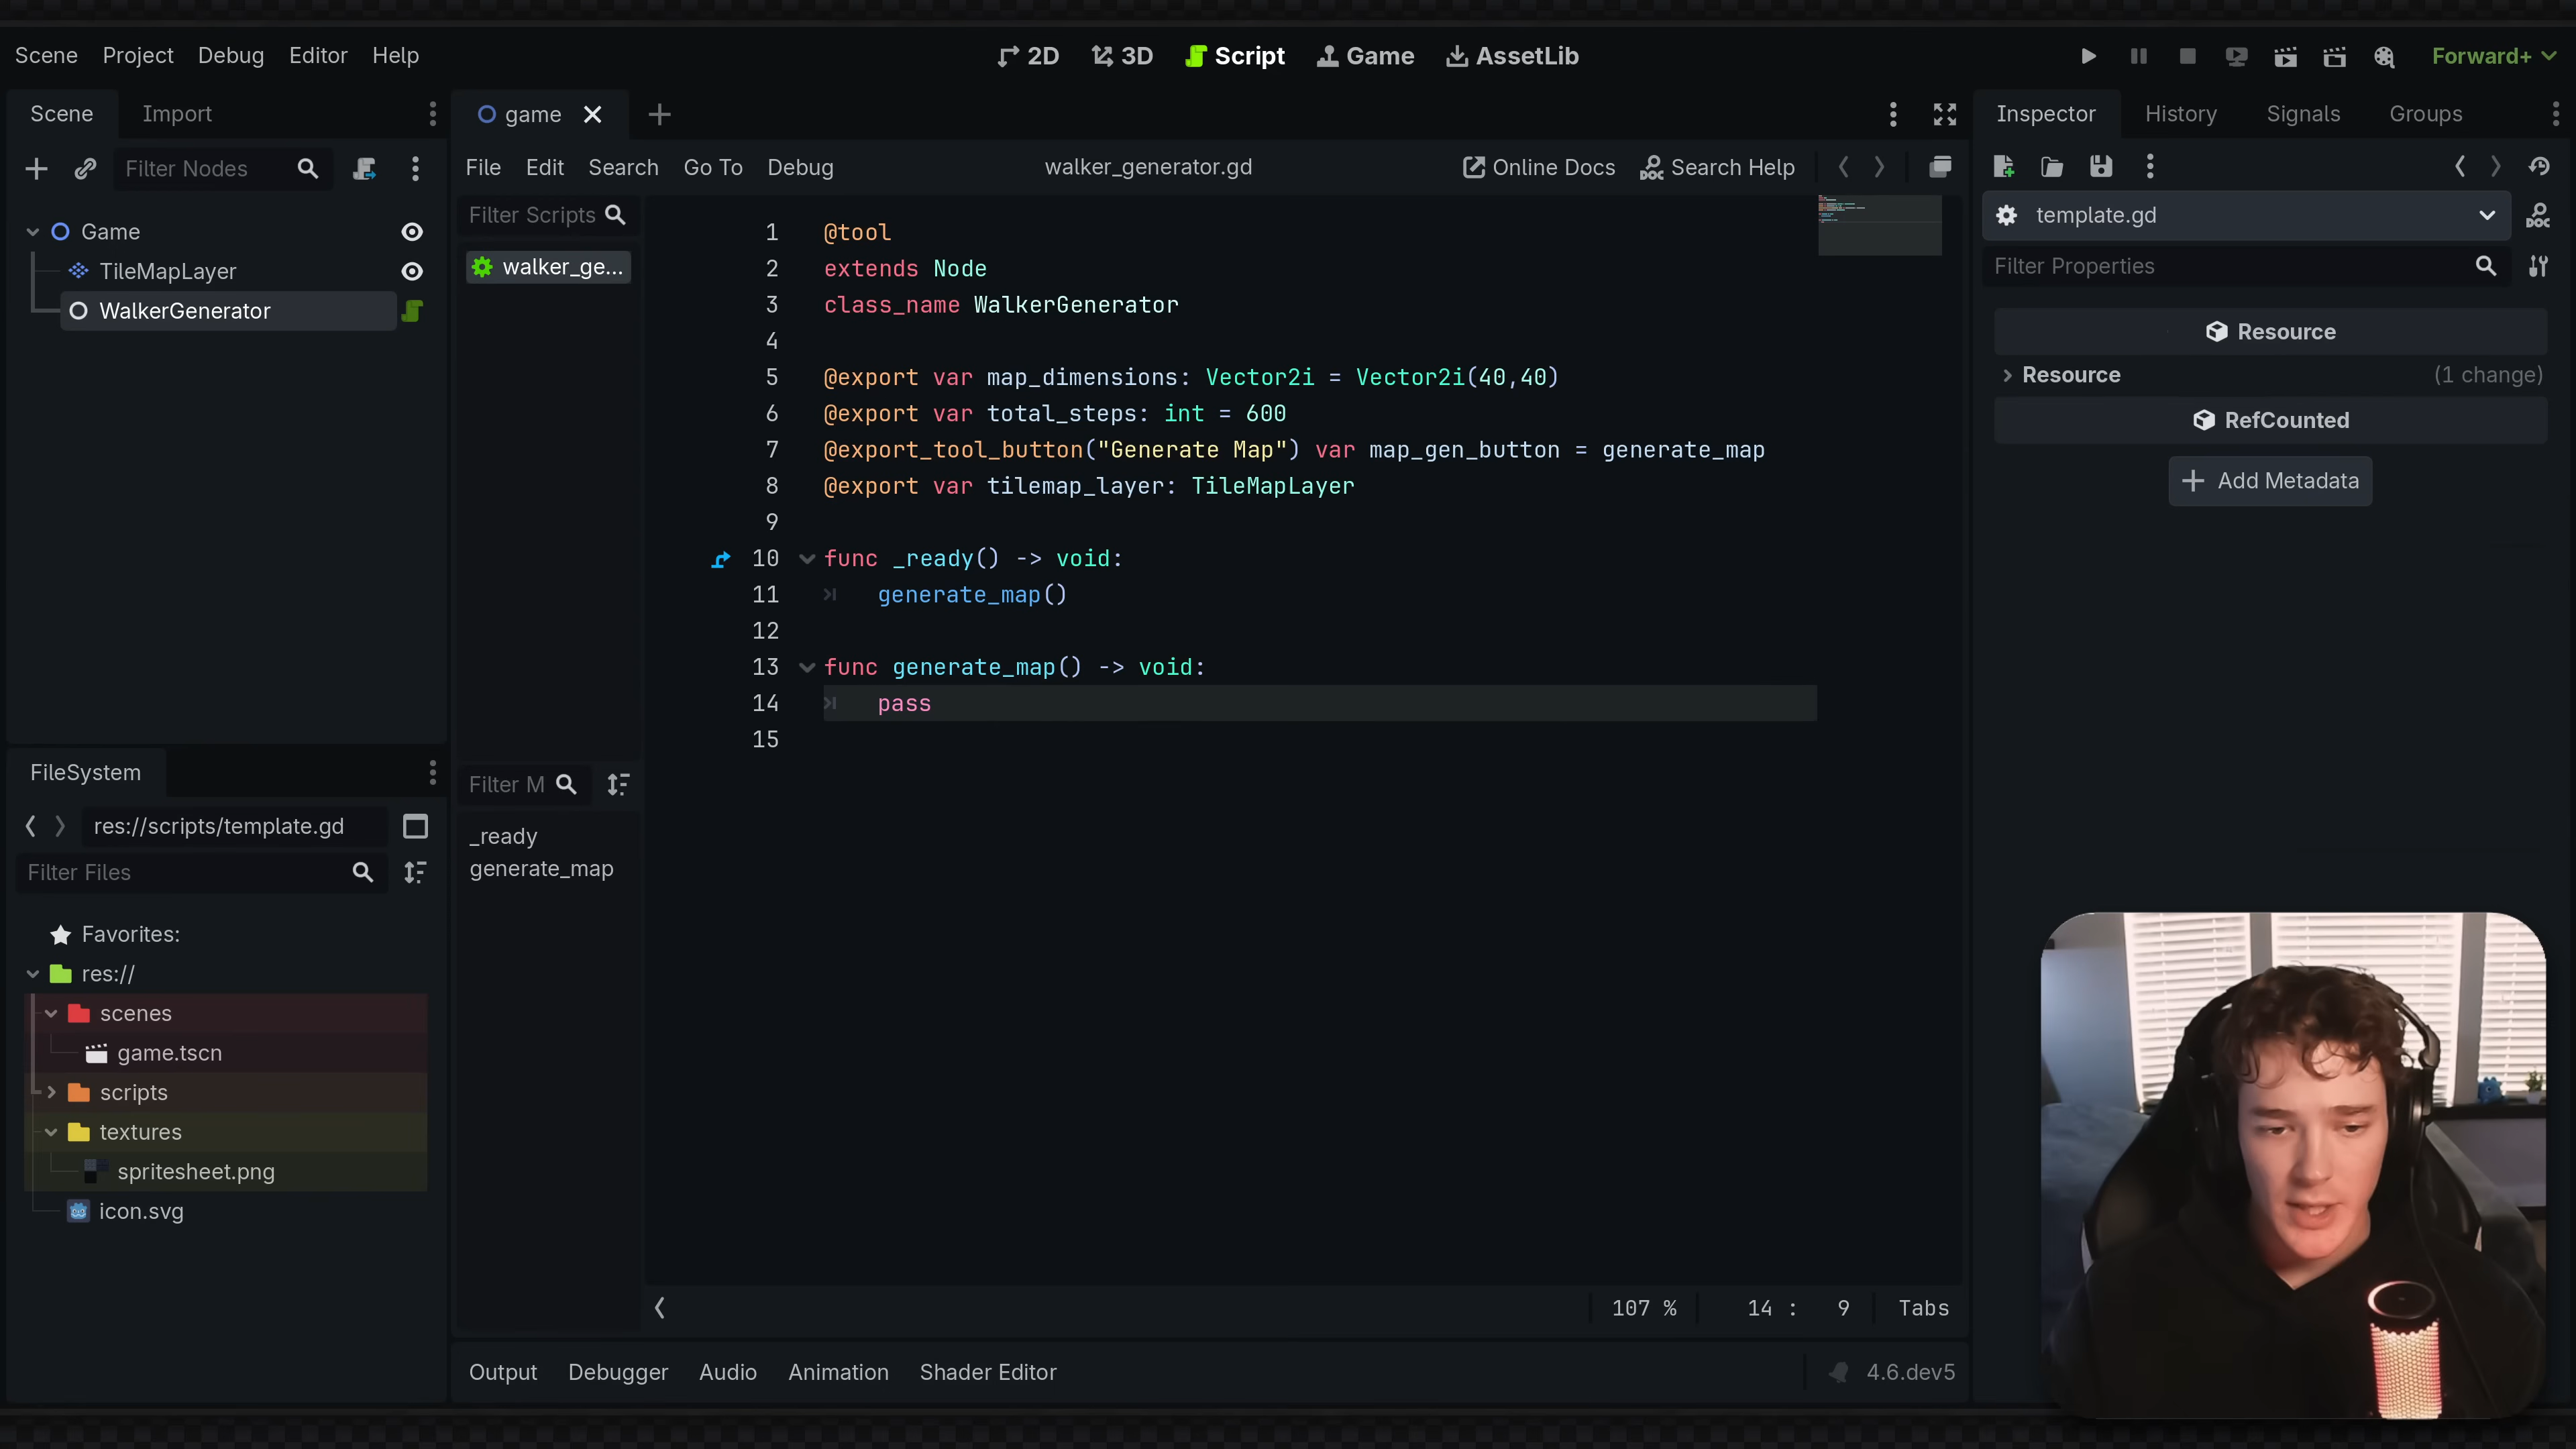 Scene Project Debug Editor Help
2D 3D Script Game AssetLib
Forward+
Scene Import
Filter Nodes
Game
TileMapLayer
WalkerGenerator
FileSystem
res://scripts/template.gd
Filter Files
Favorites:
res://
scenes
game.tscn
scripts
textures
spritesheet.png
icon.svg
game
File Edit Search Go To Debug
walker_generator.gd
Online Docs
Search Help
Filter Scripts
walker_ge...
Filter M
_ready
generate_map
1 @tool
2 extends Node
3 class_name WalkerGenerator
4
5 @export var map_dimensions: Vector2i = Vector2i(40,40)
6 @export var total_steps: int = 600
7 @export_tool_button("Generate Map") var map_gen_button = generate_map
8 @export var tilemap_layer: TileMapLayer
9
10 func _ready() -> void:
11 generate_map()
12
13 func generate_map() -> void:
14 pass
15
107 % 14 : 9 Tabs
Output Debugger Audio Animation Shader Editor
4.6.dev5
Inspector History Signals Groups
template.gd
DOC
Filter Properties
Resource
Resource (1 change)
RefCounted
Add Metadata